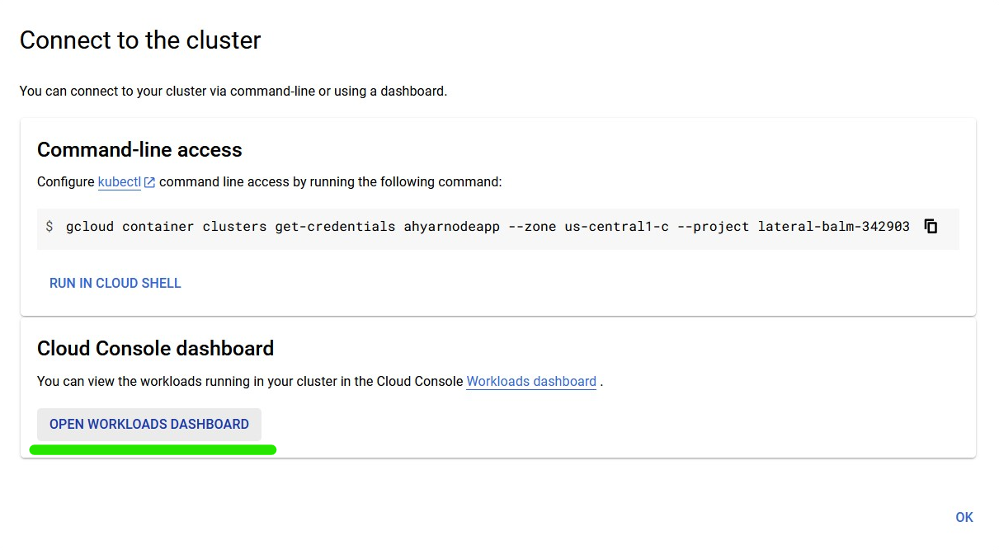 Connect to the cluster
You can connect to your cluster via command-line or using a dashboard.
Command-line access
Configure kubectl command line access by running the following command:
$ gcloud container clusters get-credentials ahyarnodeapp --zone us-central1-c --project lateral-balm-342903
RUN IN CLOUD SHELL
Cloud Console dashboard
You can view the workloads running in your cluster in the Cloud Console Workloads dashboard .
OPEN WORKLOADS DASHBOARD
OK